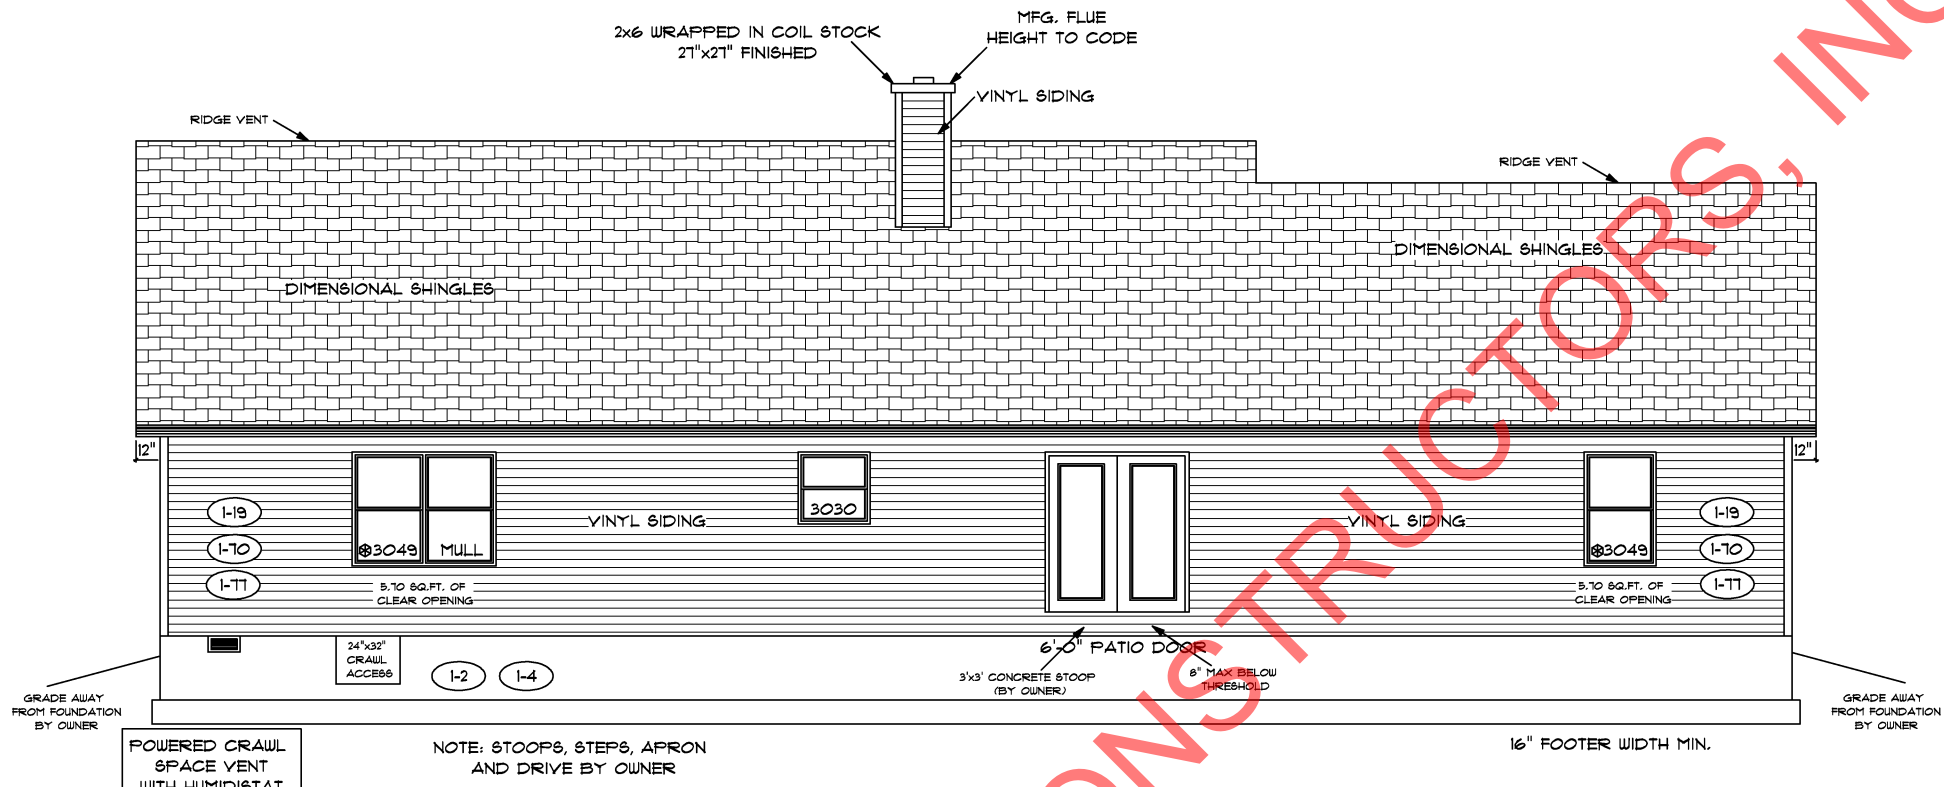 2x6 WRAPPED IN COIL STOCK
27"x27" FINISHED
MFG. FLUE
HEIGHT TO CODE
VINYL SIDING
RIDGE VENT
RIDGE VENT
DIMENSIONAL SHINGLES
DIMENSIONAL SHINGLES
12"
12"
1-19
1-70
1-77
3049
MULL
5.70 SQ.FT. OF
CLEAR OPENING
VINYL SIDING
3030
VINYL SIDING
3049
5.70 SQ.FT. OF
CLEAR OPENING
1-19
1-70
1-77
24"x32"
CRAWL
ACCESS
1-2
1-4
6'-0" PATIO DOOR
3'x3' CONCRETE STOOP
(BY OWNER)
8" MAX BELOW
THRESHOLD
GRADE AWAY
FROM FOUNDATION
BY OWNER
GRADE AWAY
FROM FOUNDATION
BY OWNER
POWERED CRAWL
SPACE VENT
WITH HUMIDISTAT
NOTE: STOOPS, STEPS, APRON
AND DRIVE BY OWNER
16" FOOTER WIDTH MIN.
ONSTRUCTORS, INC